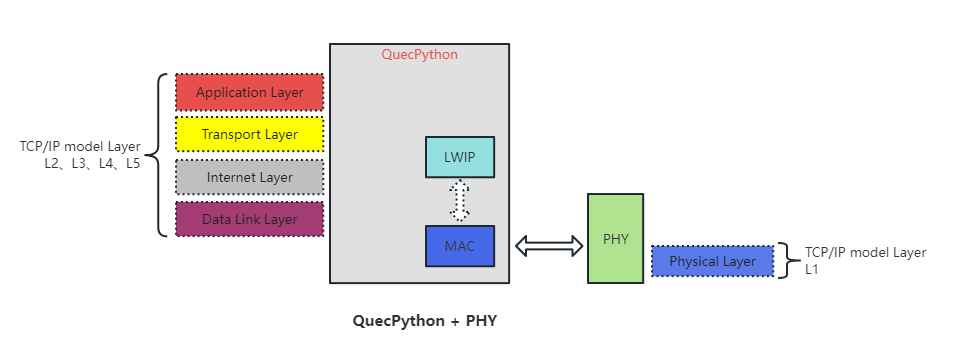 QuecPython
Application Layer
Transport Layer
TCP/IP model Layer
L2、L3、L4、L5
Internet Layer
Data Link Layer
LWIP
MAC
PHY
Physical Layer
TCP/IP model Layer
L1
QuecPython + PHY